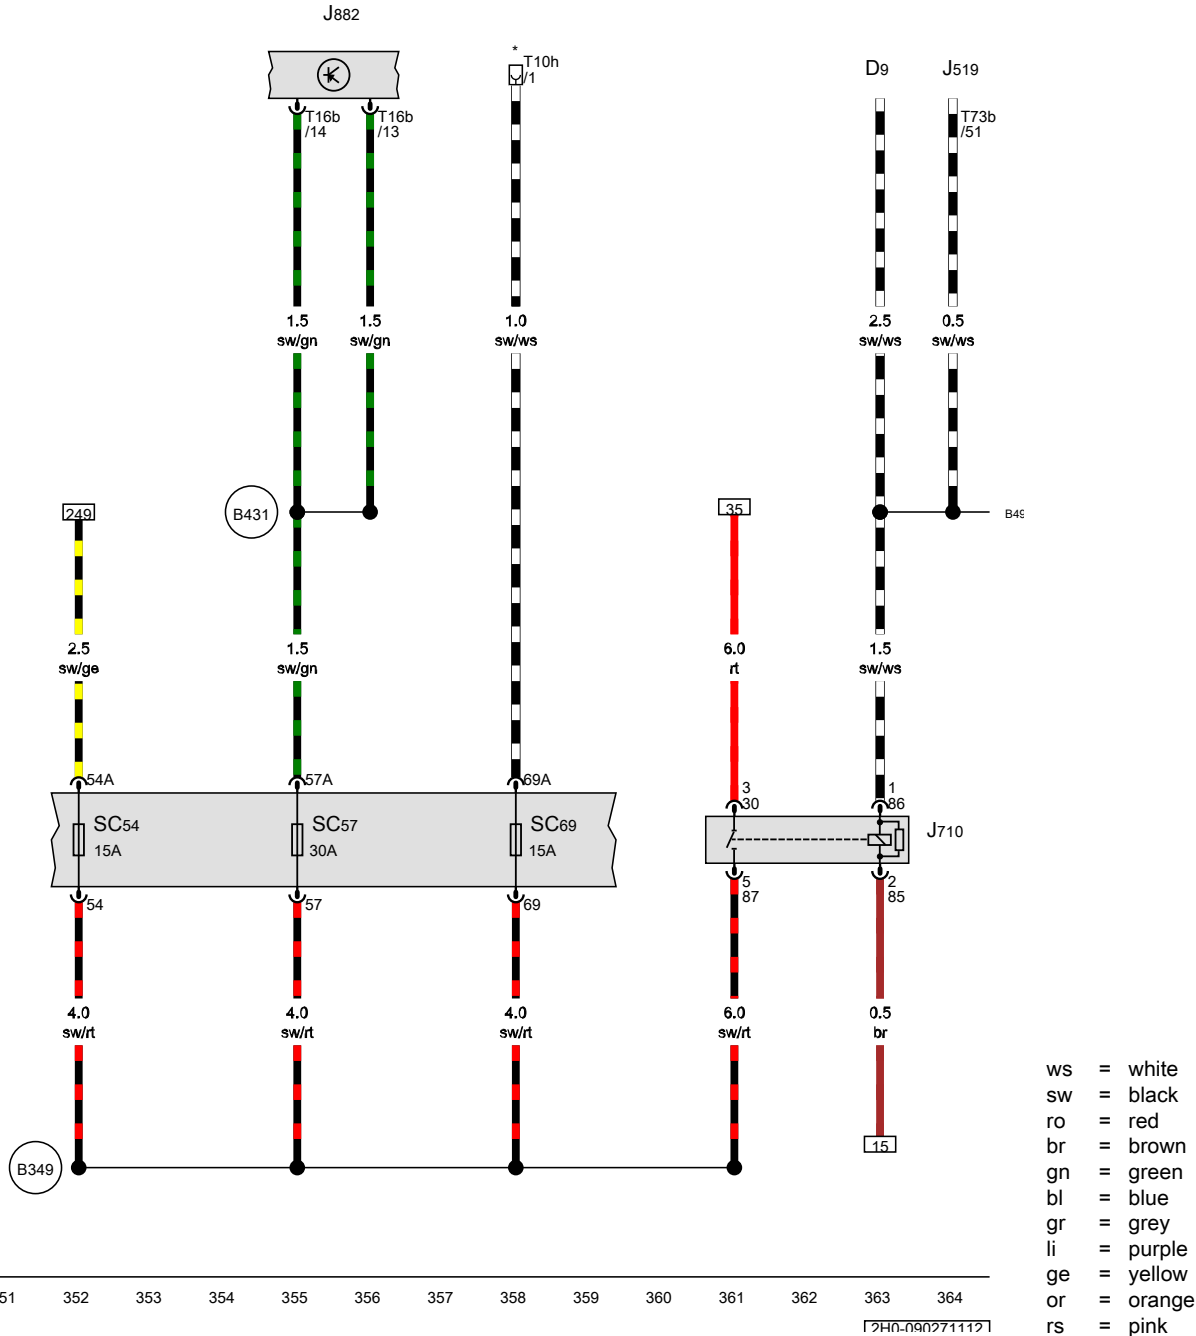 J882
*
T10h
/1
D9
J519
T16b
/14
T16b
/13
T73b
/51
1.5
sw/gn
1.5
sw/gn
1.0
sw/ws
2.5
sw/ws
0.5
sw/ws
249
B431
35
2.5
sw/ge
1.5
sw/gn
6.0
rt
1.5
sw/ws
54A
57A
69A
3
30
1
86
SC54
15A
SC57
30A
SC69
15A
J710
54
57
69
5
87
2
85
4.0
sw/rt
4.0
sw/rt
4.0
sw/rt
6.0
sw/rt
0.5
br
15
B349
ws = white
sw = black
ro = red
br = brown
gn = green
bl = blue
gr = grey
li = purple
ge = yellow
or = orange
rs = pink
51 352 353 354 355 356 357 358 359 360 361 362 363 364
2H0-090271112